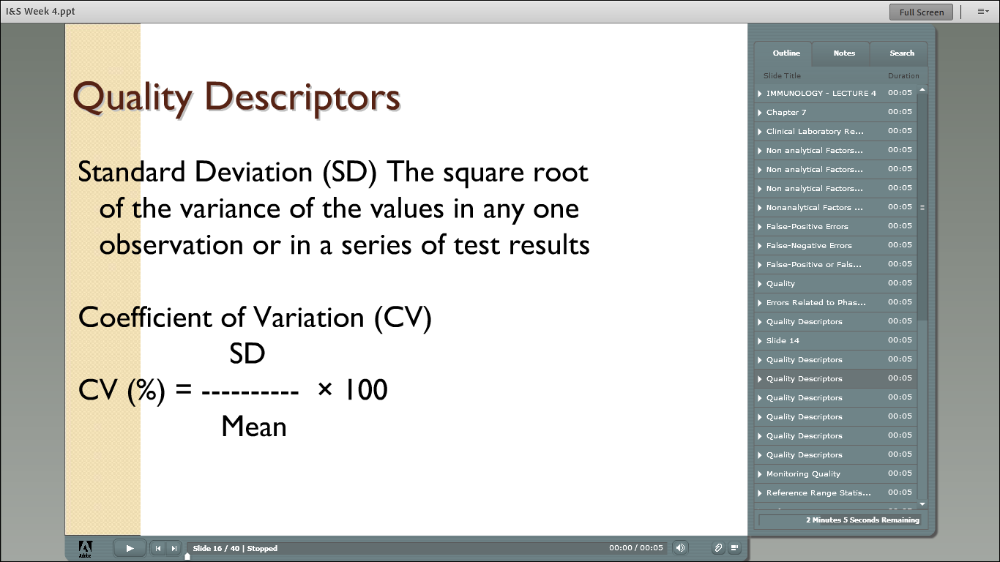 I&S Week 4.ppt
Full Screen
Quality Descriptors
Standard Deviation (SD) The square root
of the variance of the values in any one
observation or in a series of test results
Coefficient of Variation (CV)
SD
CV (%) = ---------- × 100
Mean
Outline Notes Search
Slide Title Duration
IMMUNOLOGY - LECTURE 4 00:05
Chapter 7 00:05
Clinical Laboratory Re... 00:05
Non analytical Factors... 00:05
Non analytical Factors... 00:05
Non analytical Factors... 00:05
Nonanalytical Factors ... 00:05
False-Positive Errors 00:05
False-Negative Errors 00:05
False-Positive or Fals... 00:05
Quality 00:05
Errors Related to Phas... 00:05
Quality Descriptors 00:05
Slide 14 00:05
Quality Descriptors 00:05
Quality Descriptors 00:05
Quality Descriptors 00:05
Quality Descriptors 00:05
Quality Descriptors 00:05
Quality Descriptors 00:05
Monitoring Quality 00:05
Reference Range Statis... 00:05
2 Minutes 5 Seconds Remaining
Adobe
Slide 16 / 40 | Stopped
00:00 / 00:05